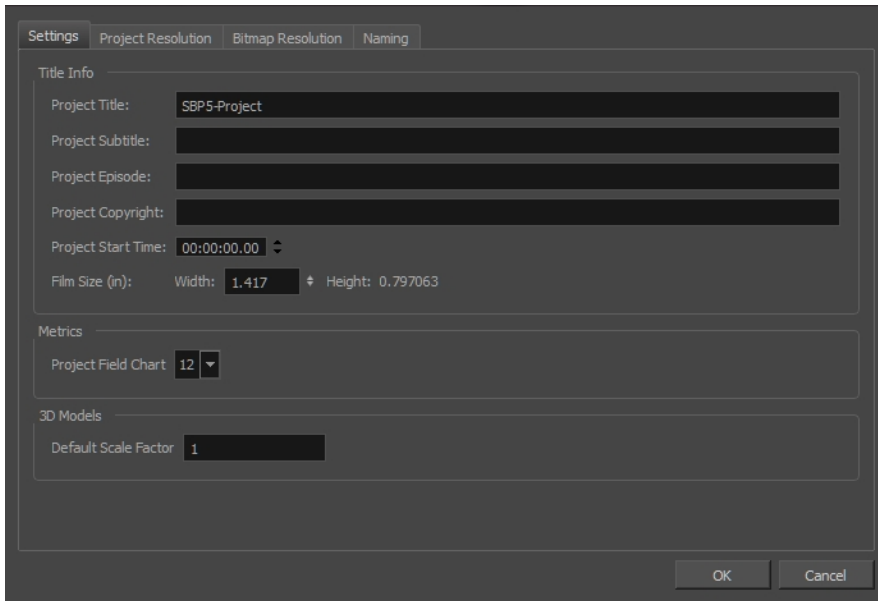 Settings Project Resolution Bitmap Resolution Naming
Title Info
Project Title: SBP5-Project
Project Subtitle:
Project Episode:
Project Copyright:
Project Start Time: 00:00:00.00
Film Size (in): Width: 1.417 Height: 0.797063
Metrics
Project Field Chart 12
3D Models
Default Scale Factor 1
OK Cancel